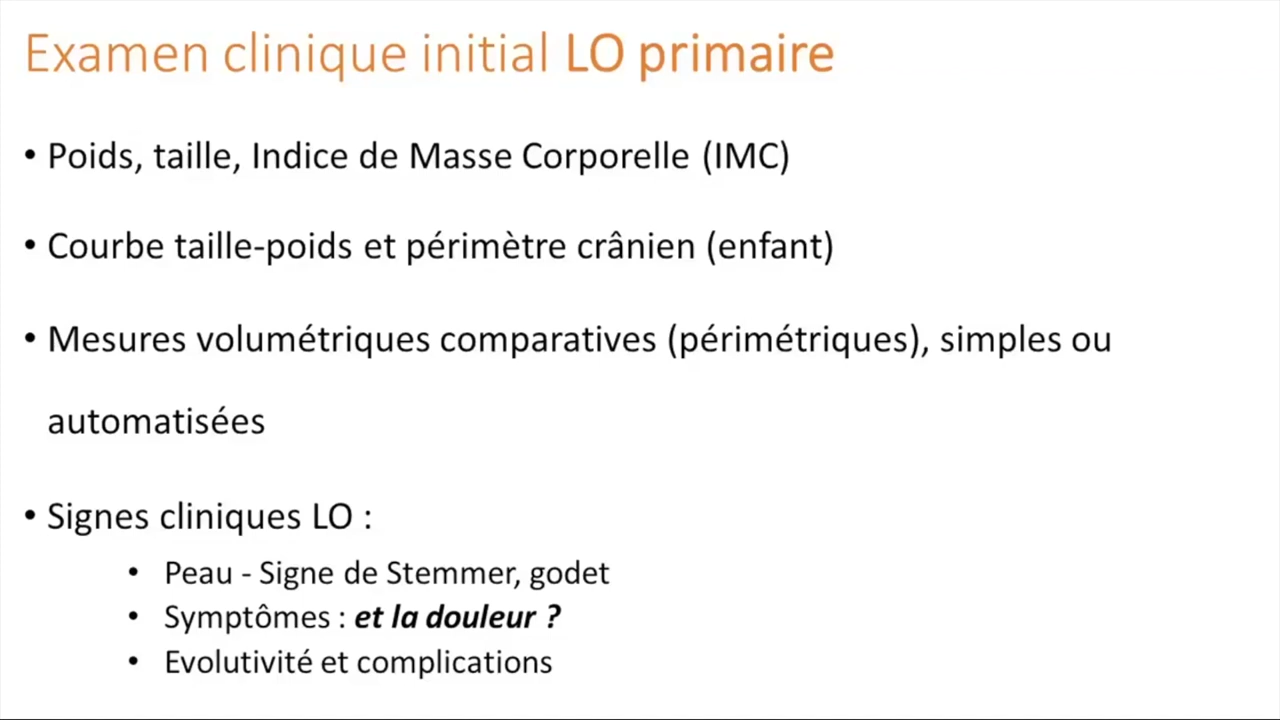 Examen clinique initial LO primaire
• Poids, taille, Indice de Masse Corporelle (IMC)
• Courbe taille-poids et périmètre crânien (enfant)
• Mesures volumétriques comparatives (périmétriques), simples ou
automatisées
• Signes cliniques LO :
• Peau - Signe de Stemmer, godet
• Symptômes : et la douleur ?
• Evolutivité et complications